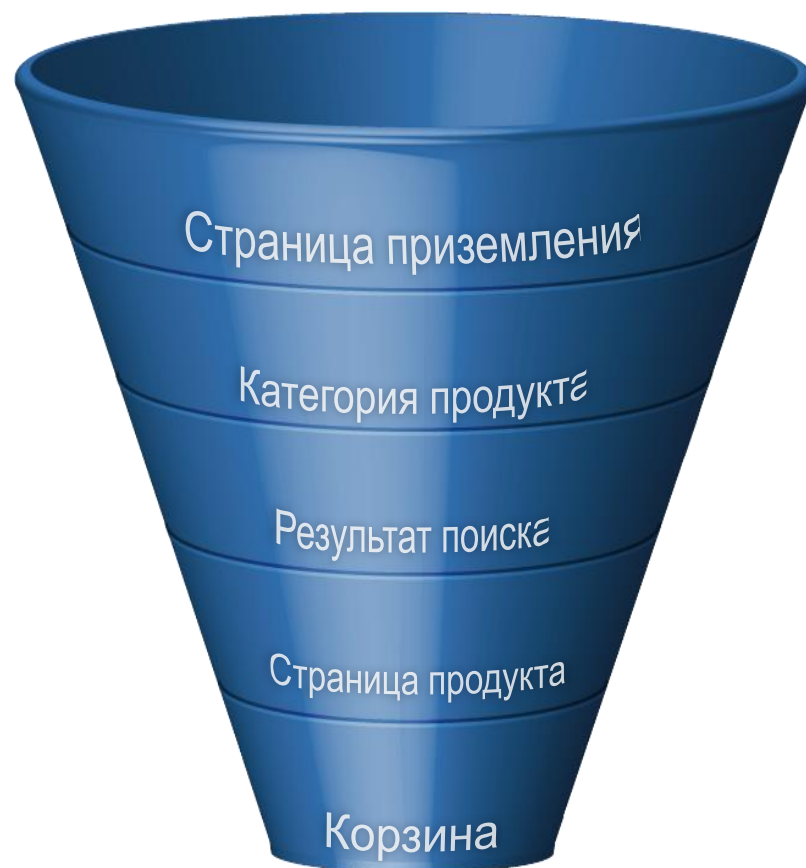 Страница приземления
Категория продукта
Результат поиска
Страница продукта
Корзина